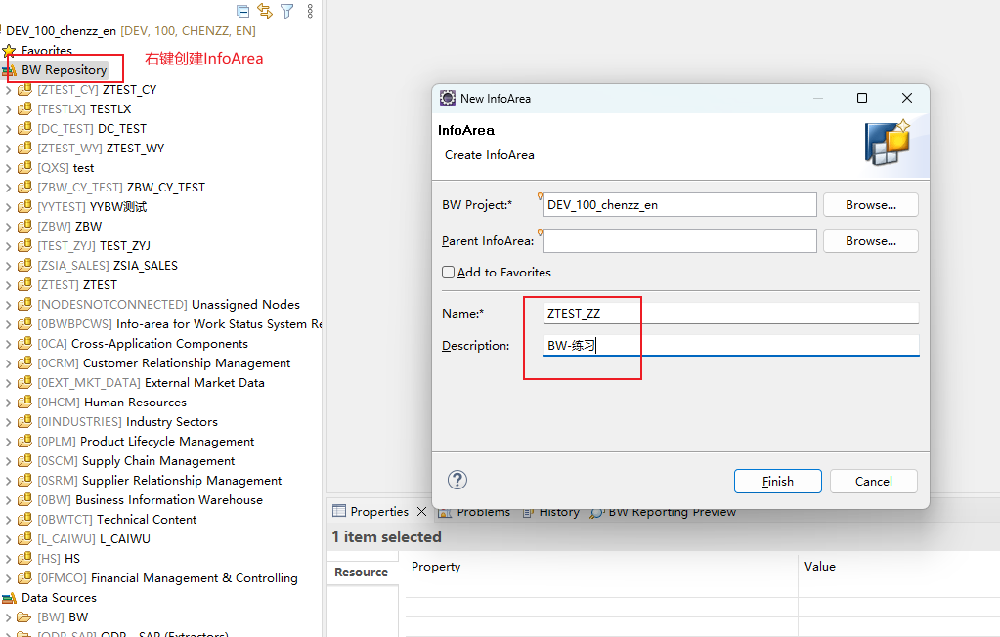 DEV_100_chenzz_en [DEV, 100, CHENZZ, EN]
Favorites
BW Repository
右键创建InfoArea
[ZTEST_CY] ZTEST_CY
[TESTLX] TESTLX
[DC_TEST] DC_TEST
[ZTEST_WY] ZTEST_WY
[QXS] test
[ZBW_CY_TEST] ZBW_CY_TEST
[YYTEST] YYBW测试
[ZBW] ZBW
[TEST_ZYJ] TEST_ZYJ
[ZSIA_SALES] ZSIA_SALES
[ZTEST] ZTEST
[NODESNOTCONNECTED] Unassigned Nodes
[0BWBPCWS] Info-area for Work Status System Re
[0CA] Cross-Application Components
[0CRM] Customer Relationship Management
[0EXT_MKT_DATA] External Market Data
[0HCM] Human Resources
[0INDUSTRIES] Industry Sectors
[0PLM] Product Lifecycle Management
[0SCM] Supply Chain Management
[0SRM] Supplier Relationship Management
[0BW] Business Information Warehouse
[0BWTCT] Technical Content
[L_CAIWU] L_CAIWU
[HS] HS
[0FMCO] Financial Management & Controlling
Data Sources
[BW] BW
[ODP_SAP] ODP - SAP (Extractors)
New InfoArea
InfoArea
Create InfoArea
BW Project:* DEV_100_chenzz_en Browse...
Parent InfoArea: Browse...
Add to Favorites
Name:* ZTEST_ZZ
Description: BW-练习
Finish Cancel
Properties Problems History BW Reporting Preview
1 item selected
Resource Property Value